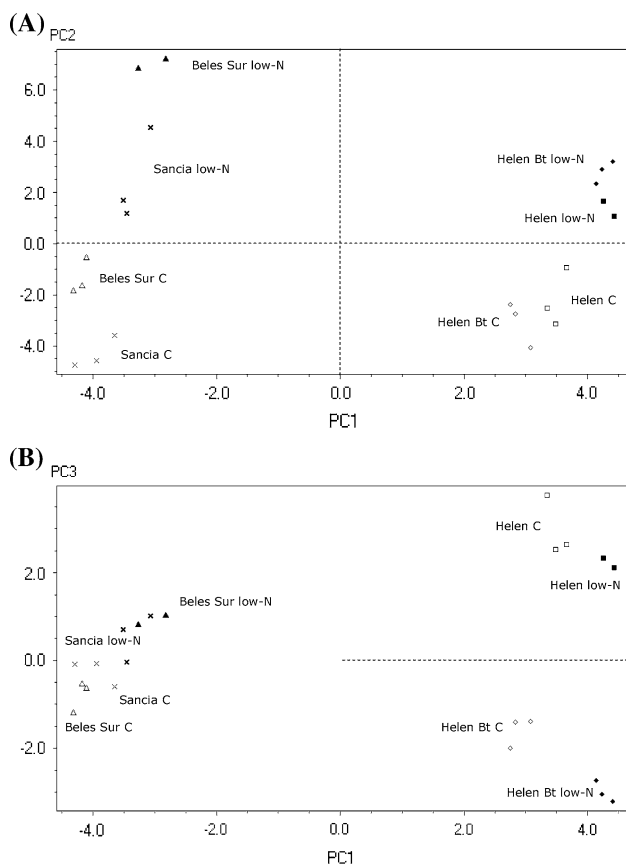 (A)
PC2
6.0
4.0
2.0
0.0
-2.0
-4.0
Beles Sur low-N
Sancia low-N
Helen Bt low-N
Helen low-N
Beles Sur C
Helen C
Helen Bt C
Sancia C
-4.0 -2.0 0.0 2.0 4.0
PC1
(B)
PC3
2.0
0.0
-2.0
Helen C
Helen low-N
Beles Sur low-N
Sancia low-N
Sancia C
Beles Sur C
Helen Bt C
Helen Bt low-N
-4.0 -2.0 0.0 2.0 4.0
PC1